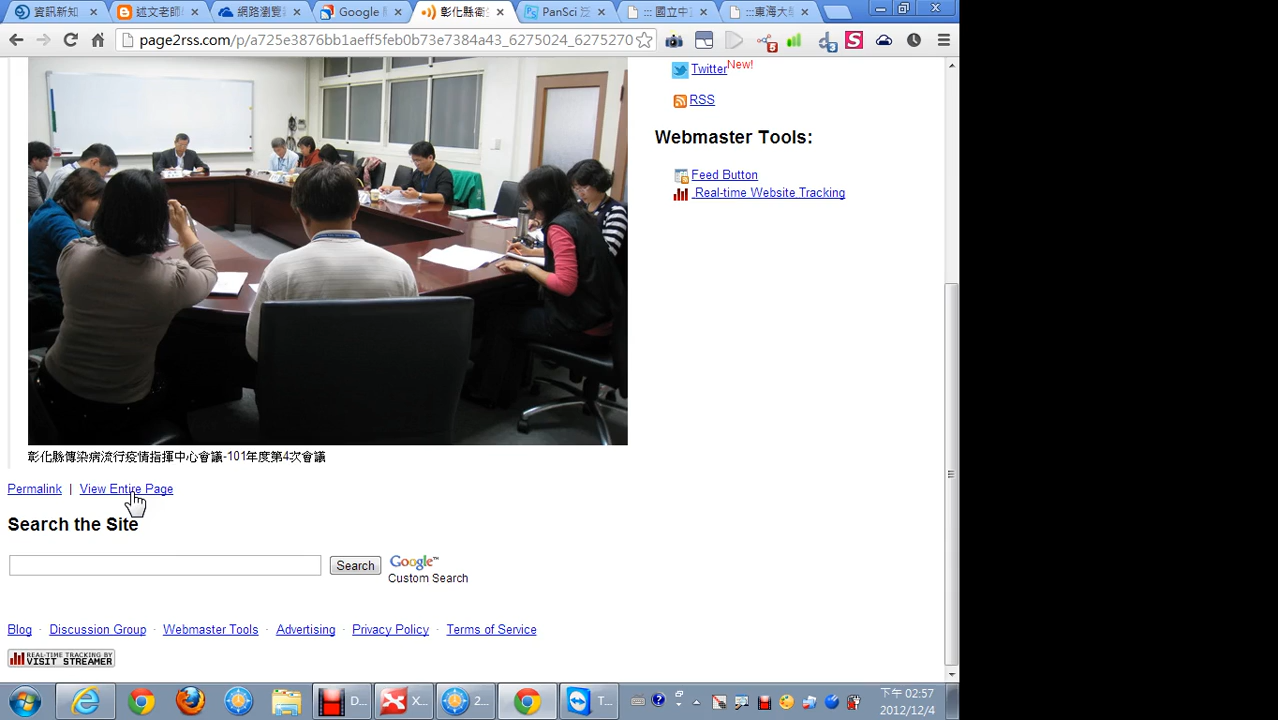 資訊新知
述文老師
網路瀏覽
Google
彰化縣衛
PanSci 泛
::: 國立中
:::東海大
page2rss.com/p/a725e3876bb1aeff5feb0b73e7384a43_6275024_6275270
5
3
Twitter New!
RSS
Webmaster Tools:
Feed Button
Real-time Website Tracking
彰化縣傳染病流行疫情指揮中心會議-101年度第4次會議
Permalink | View Entire Page
Search the Site
Search
Google™
Custom Search
Blog · Discussion Group · Webmaster Tools · Advertising · Privacy Policy · Terms of Service
REAL-TIME TRACKING BY
VISIT STREAMER
D...
X...
2...
T...
下午 02:57
2012/12/4